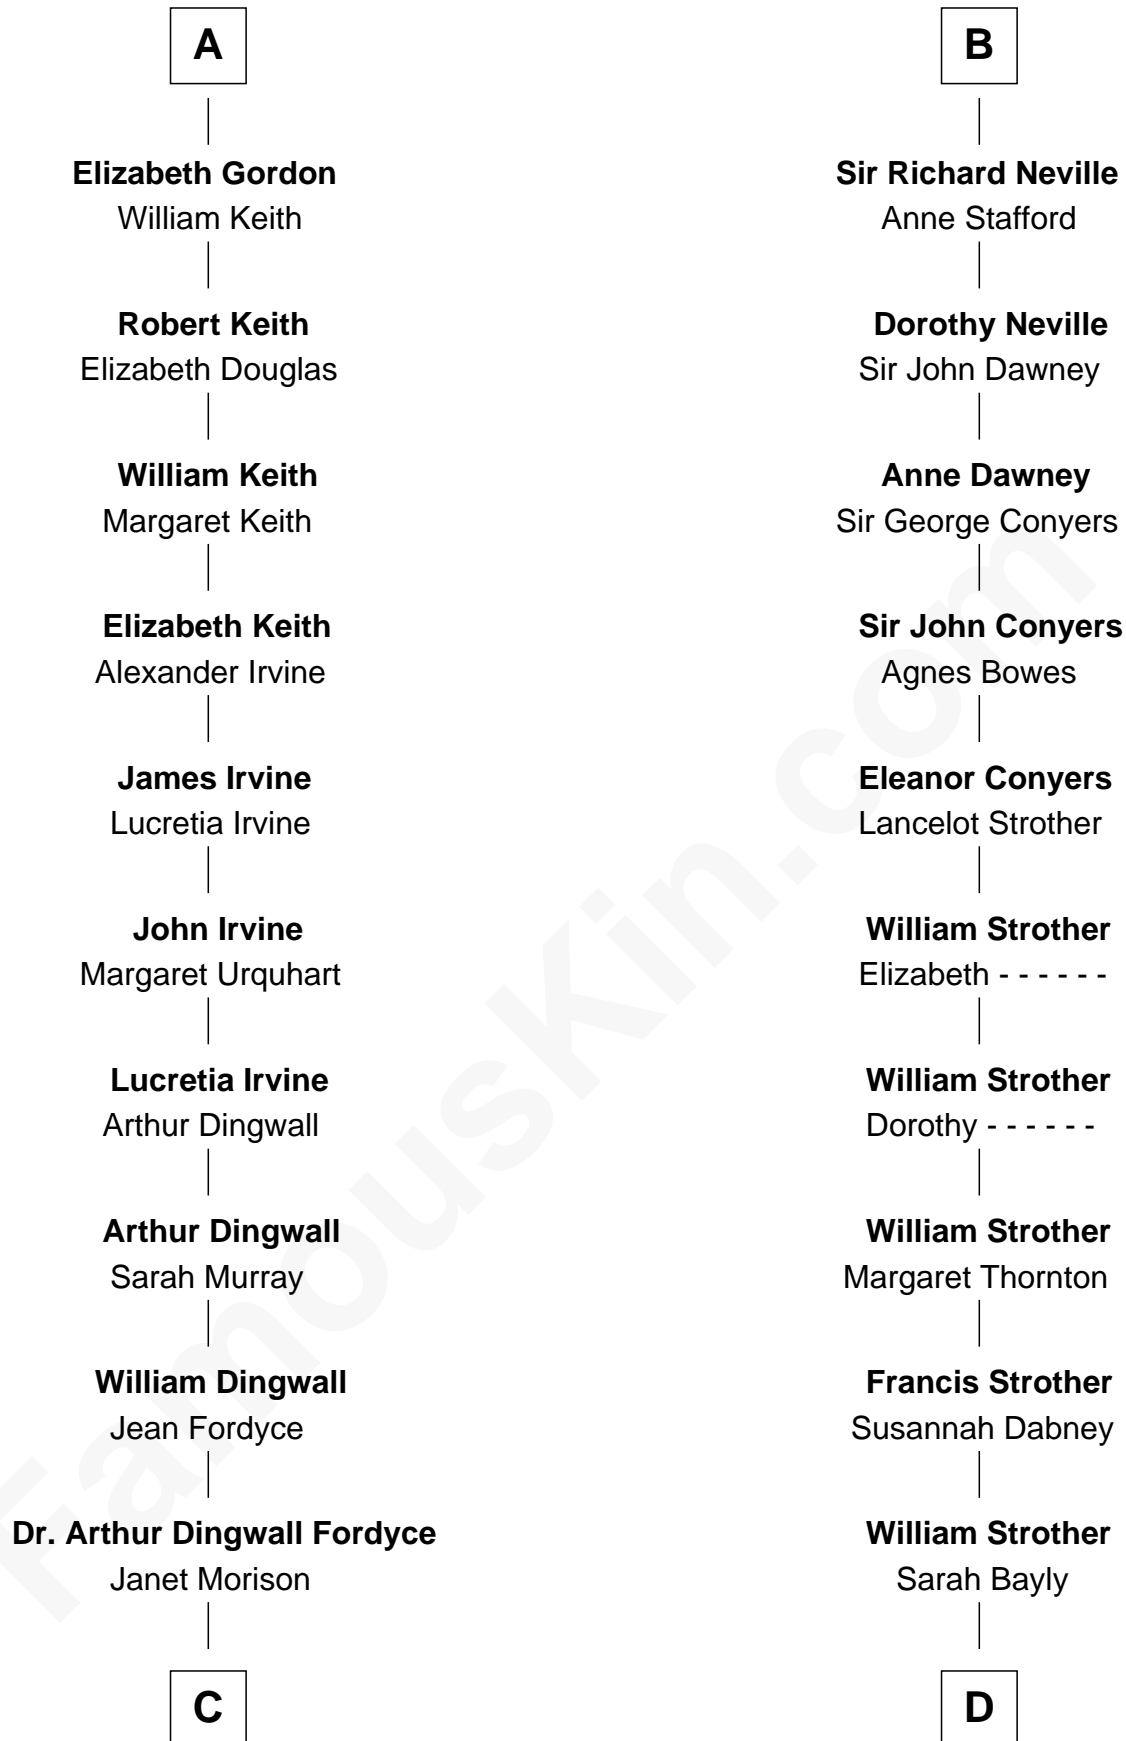 A
Elizabeth Gordon
William Keith
Robert Keith
Elizabeth Douglas
William Keith
Margaret Keith
Elizabeth Keith
Alexander Irvine
James Irvine
Lucretia Irvine
John Irvine
Margaret Urquhart
Lucretia Irvine
Arthur Dingwall
Arthur Dingwall
Sarah Murray
William Dingwall
Jean Fordyce
Dr. Arthur Dingwall Fordyce
Janet Morison
C
B
Sir Richard Neville
Anne Stafford
Dorothy Neville
Sir John Dawney
Anne Dawney
Sir George Conyers
Sir John Conyers
Agnes Bowes
Eleanor Conyers
Lancelot Strother
William Strother
Elizabeth - - - - - -
William Strother
Dorothy - - - - - -
William Strother
Margaret Thornton
Francis Strother
Susannah Dabney
William Strother
Sarah Bayly
D
FamousKin.com